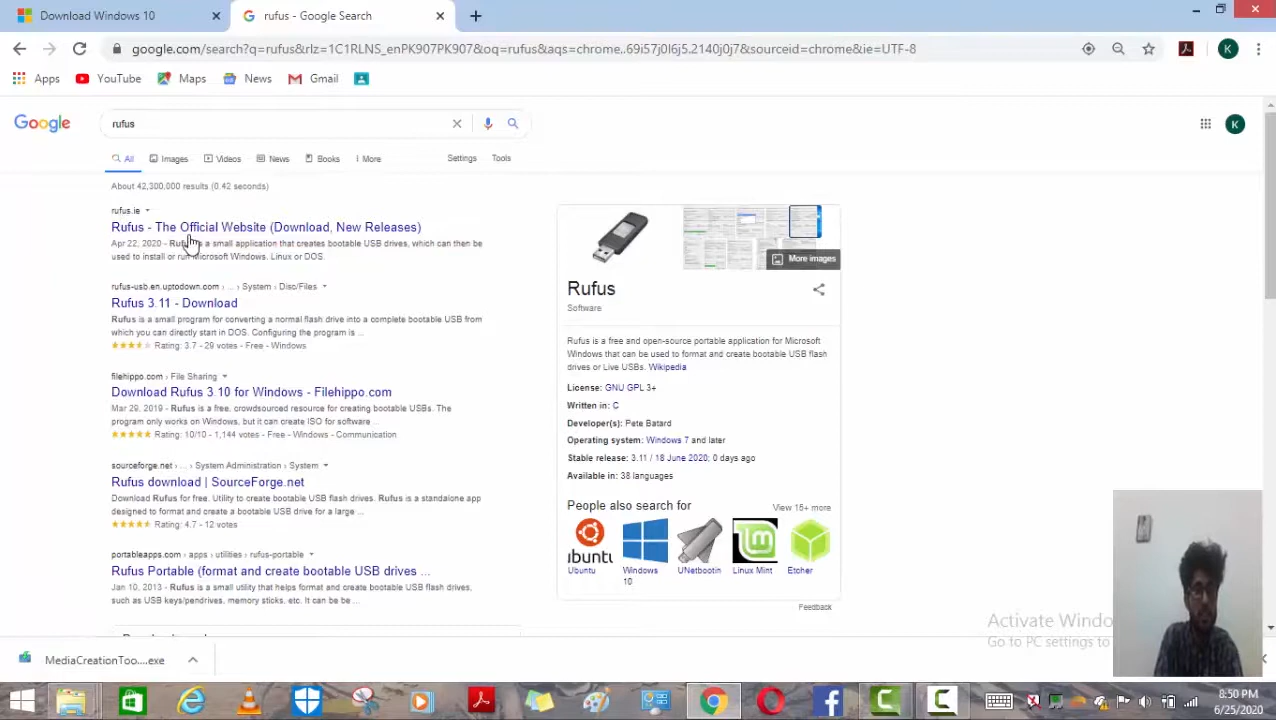 Download Windows 10
rufus - Google Search
google.com/search?q=rufus&rlz=1C1RLNS_enPK907PK907&oq=rufus&aqs=chrome..69i57j0l6j5.2140j0j7&sourceid=chrome&ie=UTF-8
K
Apps
YouTube
Maps
News
Gmail
Google
rufus
K
All
Images
Videos
News
Books
More
Settings
Tools
About 42,300,000 results (0.42 seconds)
rufus.ie
Rufus - The Official Website (Download, New Releases)
Apr 22, 2020 - Rufus is a small application that creates bootable USB drives, which can then be
used to install or run Microsoft Windows, Linux or DOS.
rufus-usb.en.uptodown.com › ... › System › Disc/Files
Rufus 3.11 - Download
Rufus is a small program for converting a normal flash drive into a complete bootable USB from
which you can directly start in DOS. Configuring the program is ...
Rating: 3.7 - 29 votes - Free - Windows
filehippo.com › File Sharing
Download Rufus 3.10 for Windows - Filehippo.com
Mar 29, 2019 - Rufus is a free, crowdsourced resource for creating bootable USBs. The
program only works on Windows, but it can create ISO for software ...
Rating: 10/10 - 1,144 votes - Free - Windows - Communication
sourceforge.net › ... › System Administration › System
Rufus download | SourceForge.net
Download Rufus for free. Utility to create bootable USB flash drives. Rufus is a standalone app
designed to format and create a bootable USB drive for a large ...
Rating: 4.7 - 12 votes
portableapps.com › apps › utilities › rufus-portable
Rufus Portable (format and create bootable USB drives ...
Jan 10, 2013 - Rufus is a small utility that helps format and create bootable USB flash drives,
such as USB keys/pendrives, memory sticks, etc. It can be be ...
More images
Rufus
Software
Rufus is a free and open-source portable application for Microsoft
Windows that can be used to format and create bootable USB flash
drives or Live USBs. Wikipedia
License: GNU GPL 3+
Written in: C
Developer(s): Pete Batard
Operating system: Windows 7 and later
Stable release: 3.11 / 18 June 2020; 0 days ago
Available in: 38 languages
People also search for
View 15+ more
ubuntu
Ubuntu
Windows
10
UNetbootin
Linux Mint
Etcher
Feedback
Activate Windo
Go to PC settings to
MediaCreationToo....exe
8:50 PM
6/25/2020